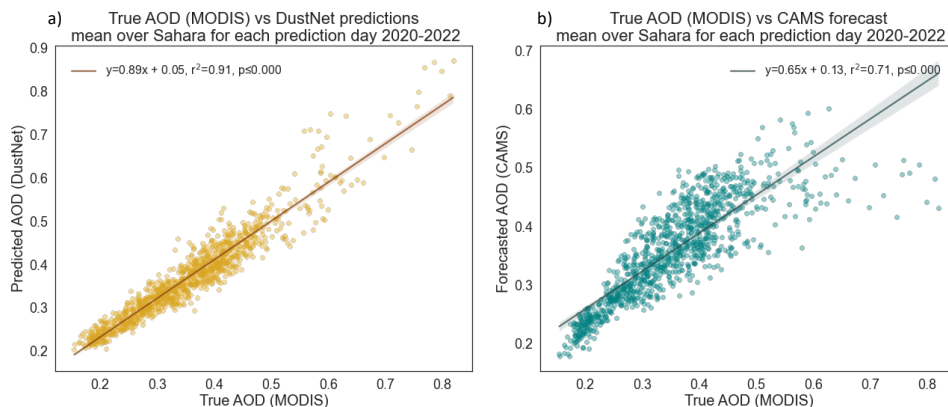 a)
True AOD (MODIS) vs DustNet predictions
mean over Sahara for each prediction day 2020-2022
0.9
0.8
0.7
0.6
0.5
0.4
0.3
0.2
Predicted AOD (DustNet)
y=0.89x + 0.05, r²=0.91, p≤0.000
0.2 0.3 0.4 0.5 0.6 0.7 0.8
True AOD (MODIS)
b)
True AOD (MODIS) vs CAMS forecast
mean over Sahara for each prediction day 2020-2022
0.7
0.6
0.5
0.4
0.3
0.2
Forecasted AOD (CAMS)
y=0.65x + 0.13, r²=0.71, p≤0.000
0.2 0.3 0.4 0.5 0.6 0.7 0.8
True AOD (MODIS)